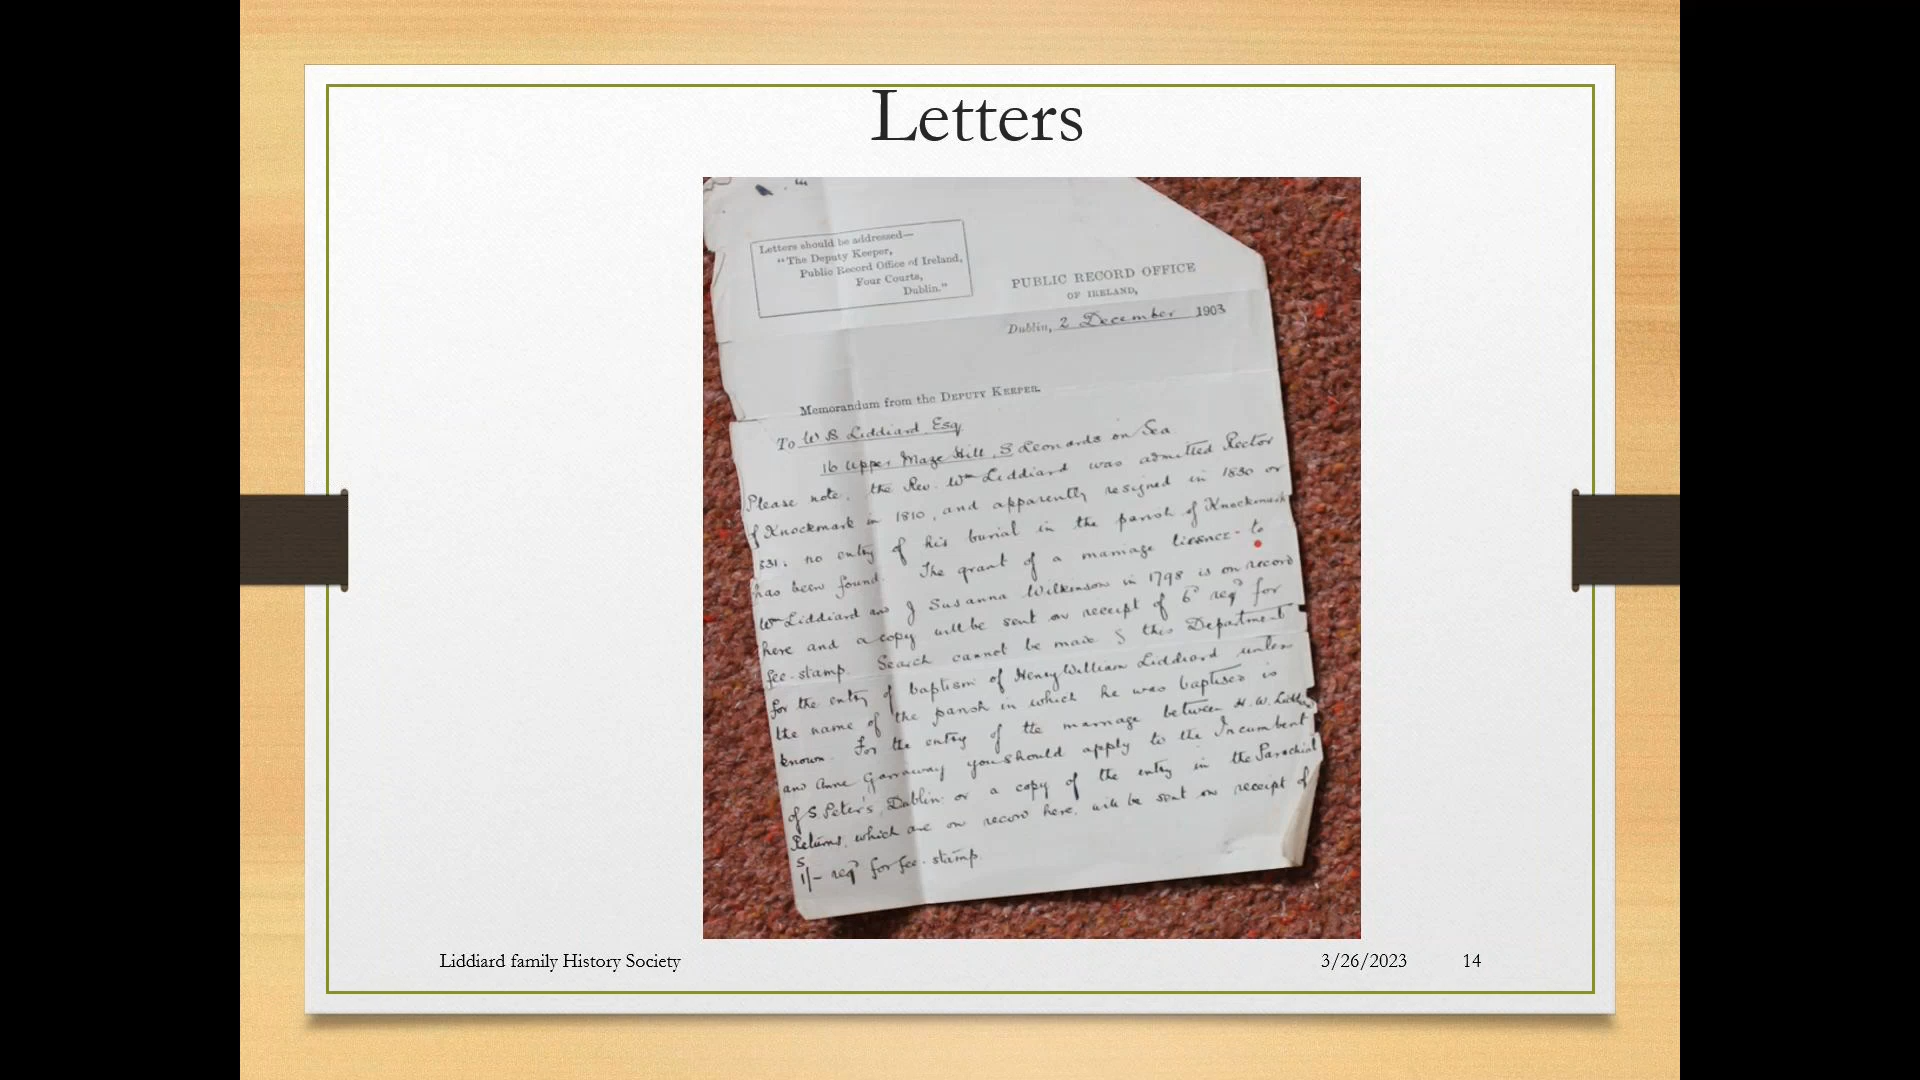 Letters
Letters should be addressed—
"The Deputy Keeper,
Public Record Office of Ireland,
Four Courts,
Dublin."
PUBLIC RECORD OFFICE
OF IRELAND,
Dublin, 2 December 1903
Memorandum from the DEPUTY KEEPER.
To W B Liddiard Esq
16 Upper Maze Hill, S Leonards on Sea
Please note, the Rev. Wm Liddiard was admitted Rector
of Knockmark in 1810, and apparently resigned in 1830 or
831. no entry of his burial in the parish of Knockmark
has been found. The grant of a marriage licence to
Wm Liddiard and Susanna Wilkinson in 1798 is on record
here and a copy will be sent on receipt of 6d reqd for
fee-stamp. Search cannot be made this Department
for the entry of baptism of Henry William Liddiard unless
the name of the parish in which he was baptised is
known. For the entry of the marriage between H. W. Lidd
and Anne Garraway you should apply to the Incumbent
of S Peter's, Dublin: or a copy of the entry in the Parochial
Returns, which are on record here, will be sent on receipt of
5
1/- reqd for fee-stamp.
Liddiard family History Society
3/26/2023
14